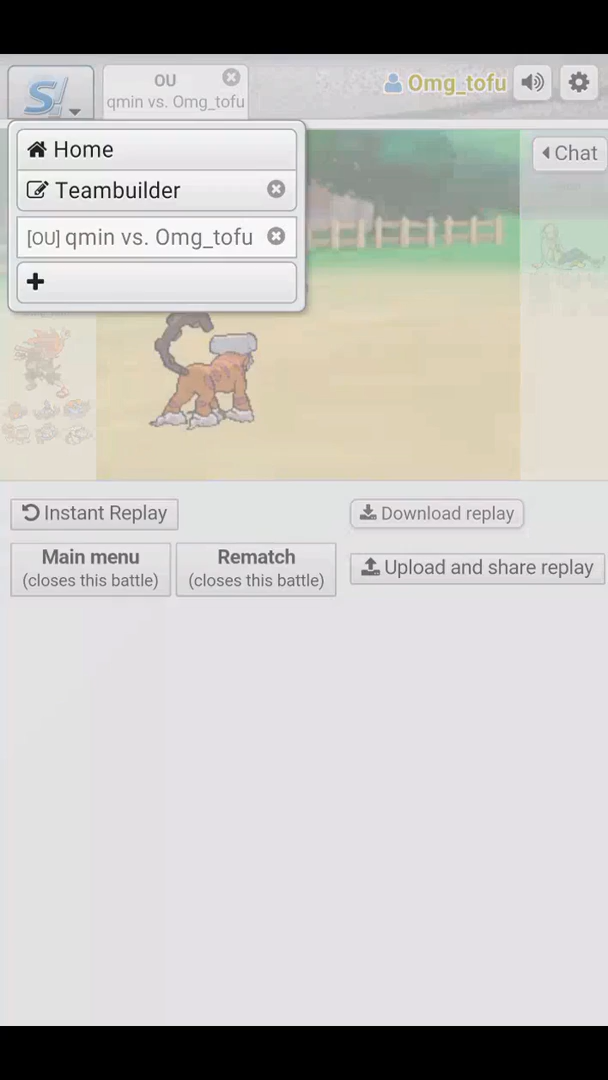 S!
OU
qmin vs. Omg_tofu
Omg_tofu
Home
Teambuilder
[OU] qmin vs. Omg_tofu
Chat
Instant Replay
Download replay
Main menu
(closes this battle)
Rematch
(closes this battle)
Upload and share replay